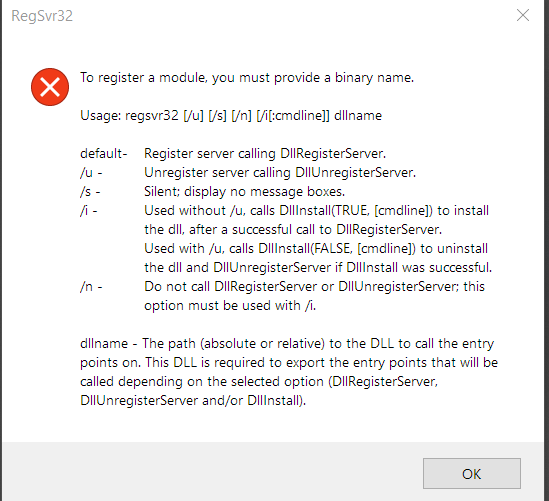 RegSvr32
To register a module, you must provide a binary name.
Usage: regsvr32 [/u] [/s] [/n] [/i[:cmdline]] dllname
default- Register server calling DllRegisterServer.
/u - Unregister server calling DllUnregisterServer.
/s - Silent; display no message boxes.
/i - Used without /u, calls DllInstall(TRUE, [cmdline]) to install
the dll, after a successful call to DllRegisterServer.
Used with /u, calls DllInstall(FALSE, [cmdline]) to uninstall
the dll and DllUnregisterServer if DllInstall was successful.
/n - Do not call DllRegisterServer or DllUnregisterServer; this
option must be used with /i.
dllname - The path (absolute or relative) to the DLL to call the entry
points on. This DLL is required to export the entry points that will be
called depending on the selected option (DllRegisterServer,
DllUnregisterServer and/or DllInstall).
OK